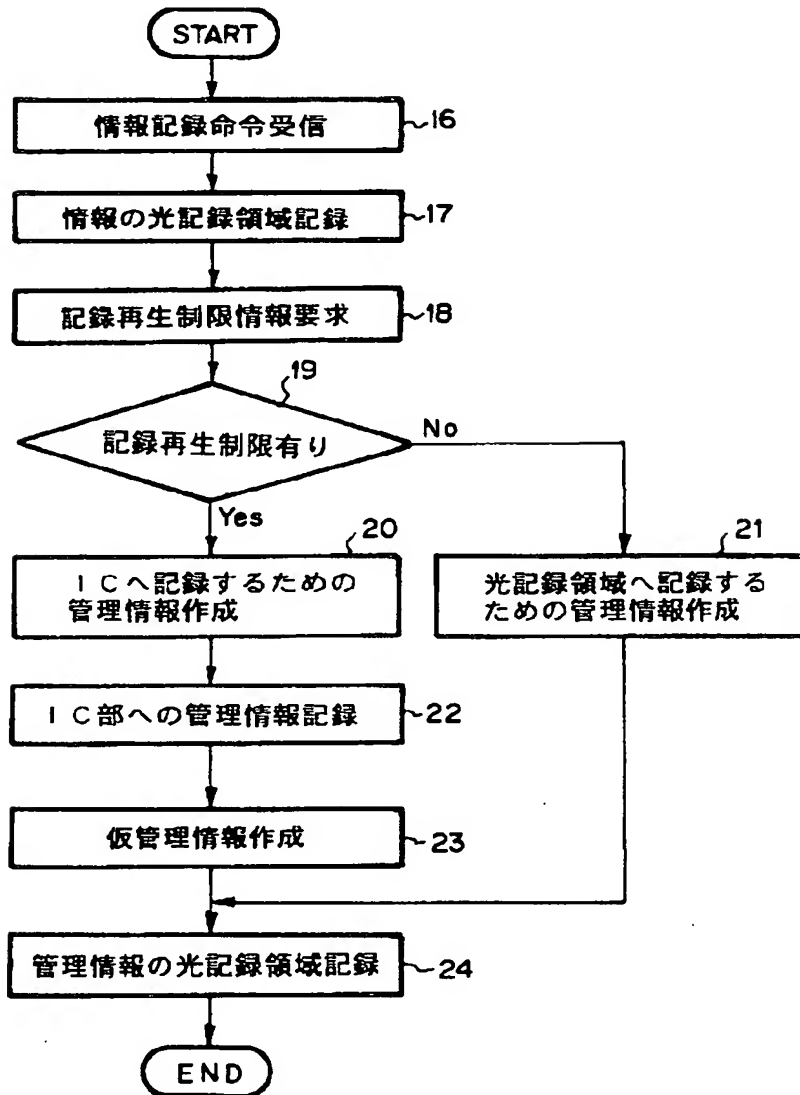 START
情報記録命令受信
16
情報の光記録領域記録
17
記録再生制限情報要求
18
19
記録再生制限有り
No
Yes
20
ICへ記録するための
管理情報作成
21
光記録領域へ記録する
ための管理情報作成
IC部への管理情報記録
22
仮管理情報作成
23
管理情報の光記録領域記録
24
END